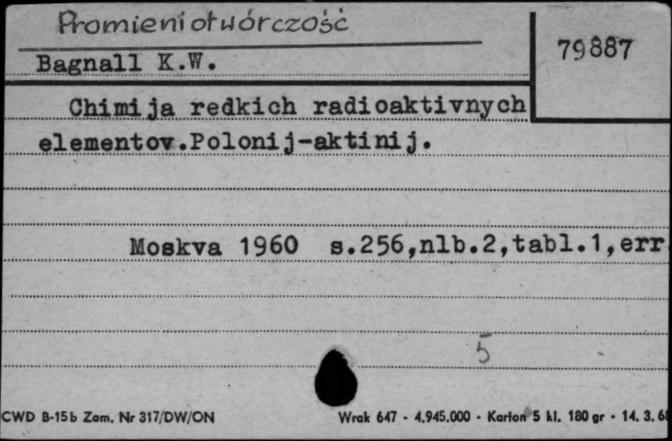 Promieniotwórczość
79887
Bagnall K.W.
Chimija redkich radioaktivnych
elementov.Polonij-aktinij.
Moskva 1960 s.256,nlb.2,tabl.1,err
5
CWD B-15b Zam. Nr 317/DW/ON Wrak 647 - 4.945.000 - Karton 5 kl. 180 gr - 14. 3. 68